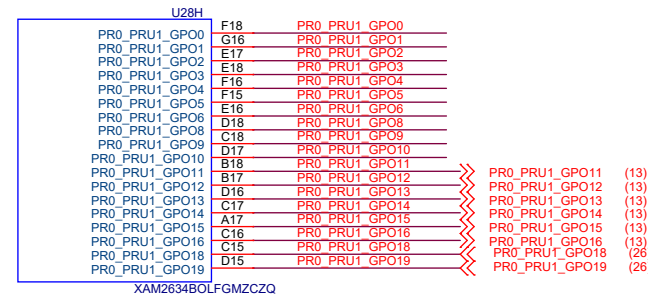 U28H
PR0_PRU1_GPO0 F18 PR0_PRU1_GPO0
PR0_PRU1_GPO1 G16 PR0_PRU1_GPO1
PR0_PRU1_GPO2 E17 PR0_PRU1_GPO2
PR0_PRU1_GPO3 E18 PR0_PRU1_GPO3
PR0_PRU1_GPO4 F16 PR0_PRU1_GPO4
PR0_PRU1_GPO5 F15 PR0_PRU1_GPO5
PR0_PRU1_GPO6 E16 PR0_PRU1_GPO6
PR0_PRU1_GPO8 D18 PR0_PRU1_GPO8
PR0_PRU1_GPO9 C18 PR0_PRU1_GPO9
PR0_PRU1_GPO10 D17 PR0_PRU1_GPO10
PR0_PRU1_GPO11 B18 PR0_PRU1_GPO11 PR0_PRU1_GPO11 (13)
PR0_PRU1_GPO12 B17 PR0_PRU1_GPO12 PR0_PRU1_GPO12 (13)
PR0_PRU1_GPO13 D16 PR0_PRU1_GPO13 PR0_PRU1_GPO13 (13)
PR0_PRU1_GPO14 C17 PR0_PRU1_GPO14 PR0_PRU1_GPO14 (13)
PR0_PRU1_GPO15 A17 PR0_PRU1_GPO15 PR0_PRU1_GPO15 (13)
PR0_PRU1_GPO16 C16 PR0_PRU1_GPO16 PR0_PRU1_GPO16 (13)
PR0_PRU1_GPO18 C15 PR0_PRU1_GPO18 PR0_PRU1_GPO18 (26
PR0_PRU1_GPO19 D15 PR0_PRU1_GPO19 PR0_PRU1_GPO19 (26
XAM2634BOLFGMZCZQ